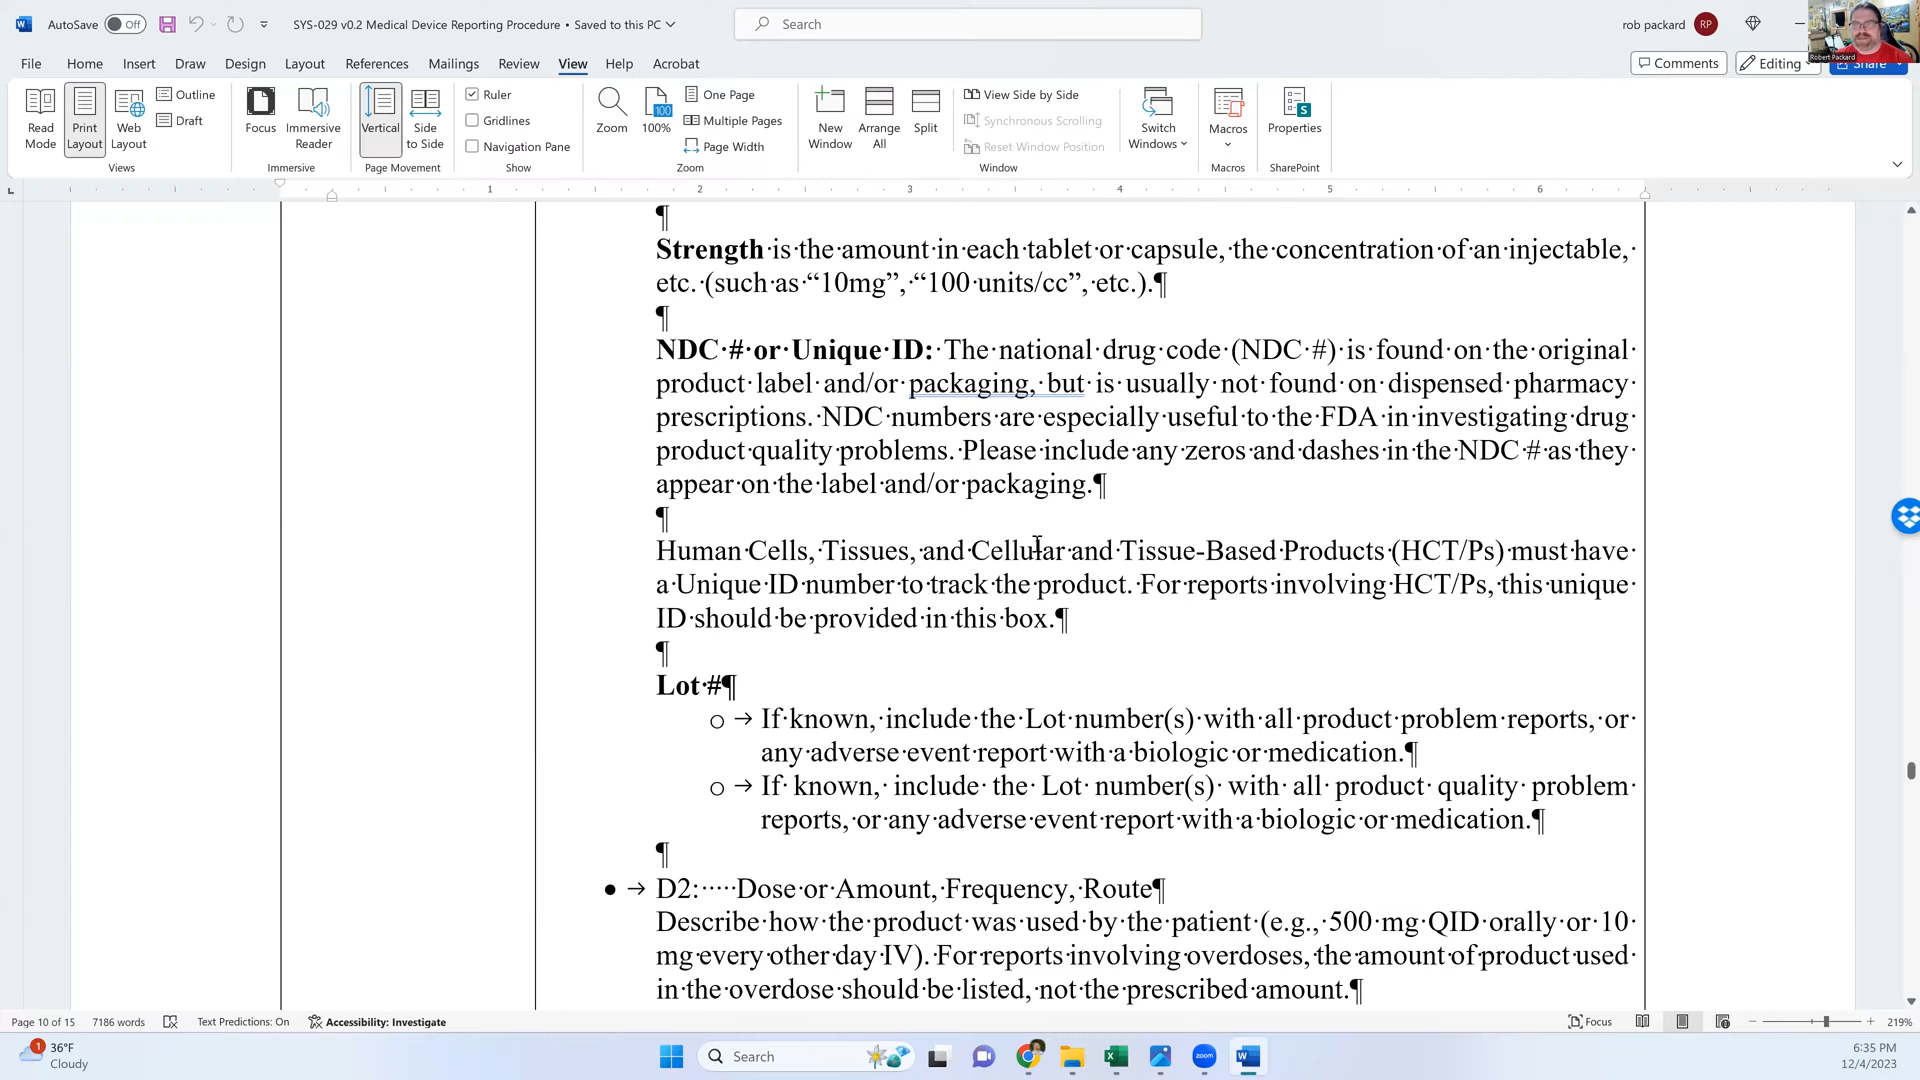 AutoSave Off SYS-029 v0.2 Medical Device Reporting Procedure • Saved to this PC Search rob packard RP
File Home Insert Draw Design Layout References Mailings Review View Help Acrobat Comments Editing Share
Robert Packard
Read Mode
Print Layout
Web Layout
Outline
Draft
Views
Focus
Immersive Reader
Immersive
Vertical
Side to Side
Page Movement
Ruler
Gridlines
Navigation Pane
Show
Zoom
100
100%
One Page
Multiple Pages
Page Width
Zoom
New Window
Arrange All
Split
View Side by Side
Synchronous Scrolling
Reset Window Position
Window
Switch Windows
Macros
Macros
Properties
SharePoint
1 2 3 4 5 6
¶
Strength is the amount in each tablet or capsule, the concentration of an injectable,
etc. (such as “10mg”, “100 units/cc”, etc.).¶
¶
NDC # or Unique ID: The national drug code (NDC #) is found on the original
product label and/or packaging, but is usually not found on dispensed pharmacy
prescriptions. NDC numbers are especially useful to the FDA in investigating drug
product quality problems. Please include any zeros and dashes in the NDC # as they
appear on the label and/or packaging.¶
¶
Human Cells, Tissues, and Cellular and Tissue-Based Products (HCT/Ps) must have
a Unique ID number to track the product. For reports involving HCT/Ps, this unique
ID should be provided in this box.¶
¶
Lot #¶
o → If known, include the Lot number(s) with all product problem reports, or
any adverse event report with a biologic or medication.¶
o → If known, include the Lot number(s) with all product quality problem
reports, or any adverse event report with a biologic or medication.¶
¶
• → D2: Dose or Amount, Frequency, Route¶
Describe how the product was used by the patient (e.g., 500 mg QID orally or 10
mg every other day IV). For reports involving overdoses, the amount of product used
in the overdose should be listed, not the prescribed amount.¶
Page 10 of 15 7186 words Text Predictions: On Accessibility: Investigate Focus 219%
1 36°F
Cloudy
Search
zoom
6:35 PM
12/4/2023